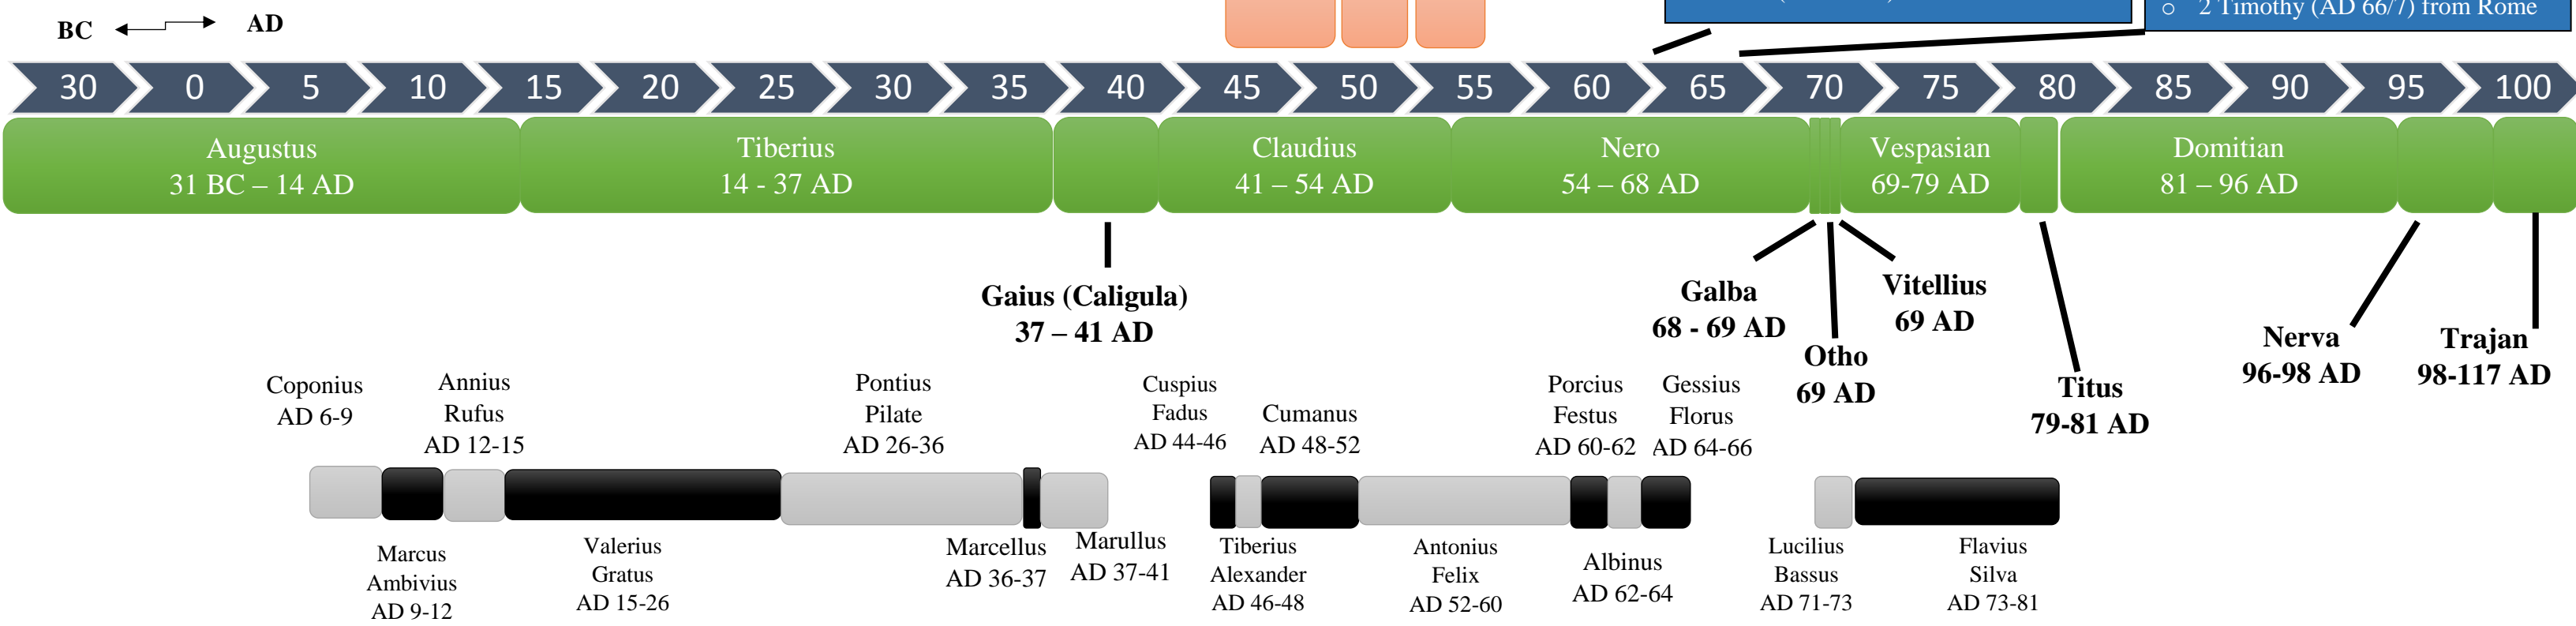 o 2 Timothy (AD 66/7) from Rome
BC AD
30 0 5 10 15 20 25 30 35 40 45 50 55 60 65 70 75 80 85 90 95 100
Augustus
31 BC – 14 AD
Tiberius
14 - 37 AD
Claudius
41 – 54 AD
Nero
54 – 68 AD
Vespasian
69-79 AD
Domitian
81 – 96 AD
Gaius (Caligula)
37 – 41 AD
Galba
68 - 69 AD
Otho
69 AD
Vitellius
69 AD
Titus
79-81 AD
Nerva
96-98 AD
Trajan
98-117 AD
Coponius
AD 6-9
Annius
Rufus
AD 12-15
Pontius
Pilate
AD 26-36
Cuspius
Fadus
AD 44-46
Cumanus
AD 48-52
Porcius
Festus
AD 60-62
Gessius
Florus
AD 64-66
Marcus
Ambivius
AD 9-12
Valerius
Gratus
AD 15-26
Marcellus
AD 36-37
Marullus
AD 37-41
Tiberius
Alexander
AD 46-48
Antonius
Felix
AD 52-60
Albinus
AD 62-64
Lucilius
Bassus
AD 71-73
Flavius
Silva
AD 73-81